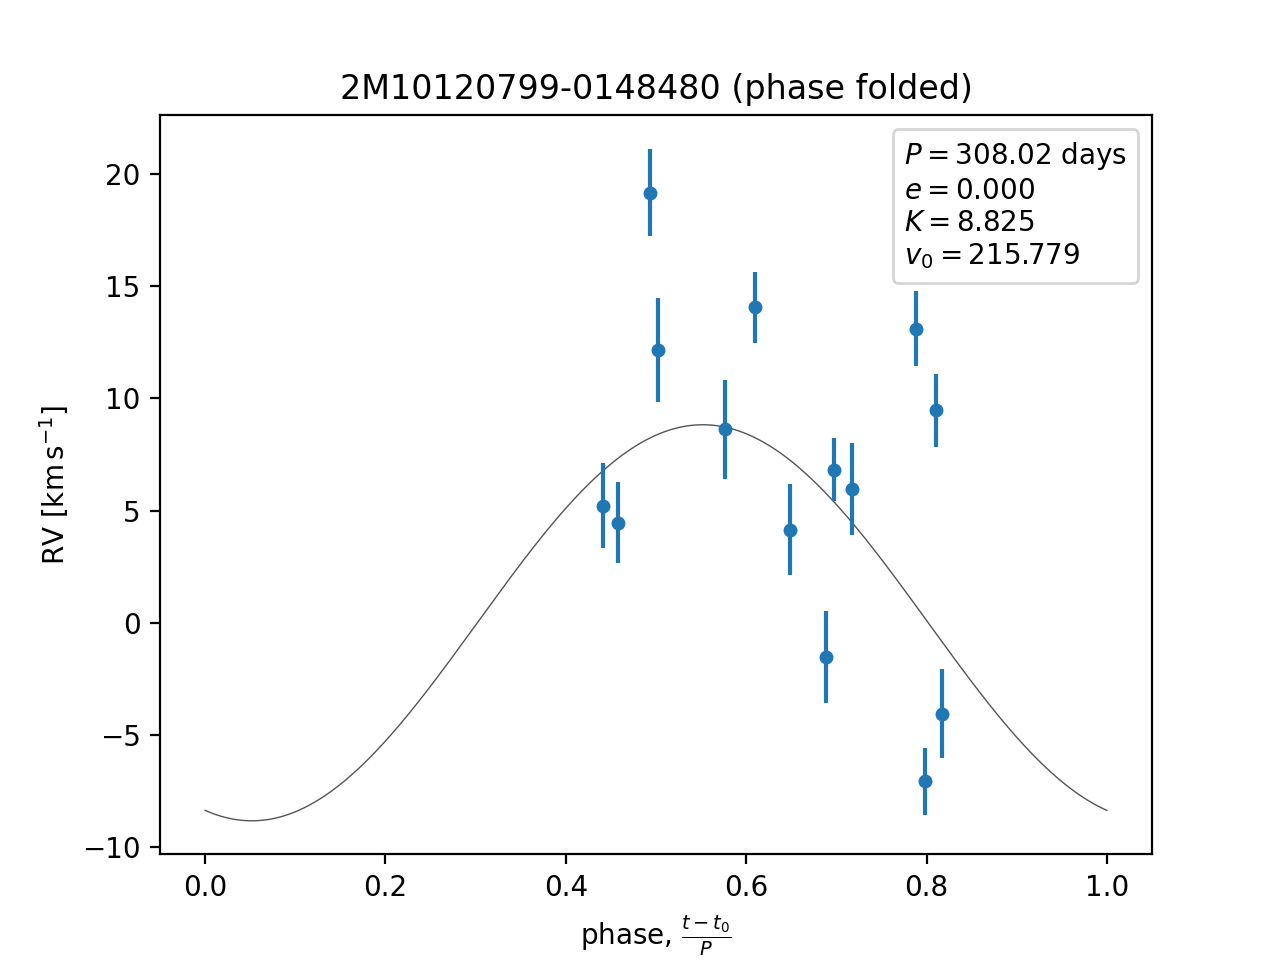 2M10120799-0148480 (phase folded)
P = 308.02 days
e = 0.000
K = 8.825
v₀ = 215.779
20
15
10
5
0
−5
−10
RV [km s⁻¹]
0.0 0.2 0.4 0.6 0.8 1.0
phase, (t − t₀)/P